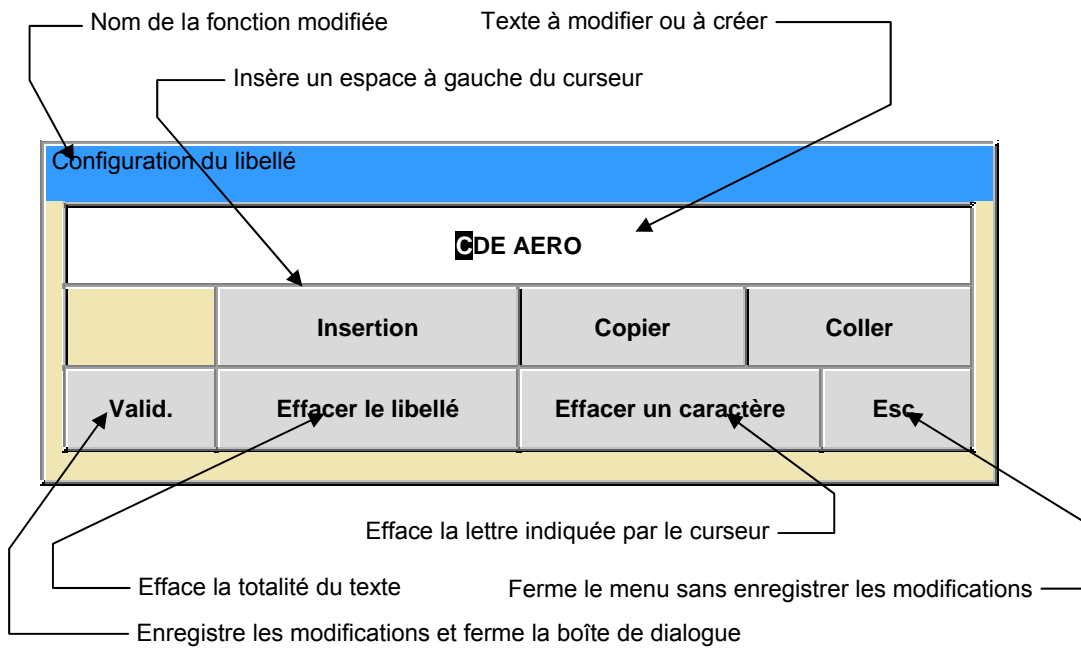 Nom de la fonction modifiée
Texte à modifier ou à créer
Insère un espace à gauche du curseur
Configuration du libellé
CDE AERO
Insertion
Copier
Coller
Valid.
Effacer le libellé
Effacer un caractère
Esc
Efface la lettre indiquée par le curseur
Efface la totalité du texte
Ferme le menu sans enregistrer les modifications
Enregistre les modifications et ferme la boîte de dialogue